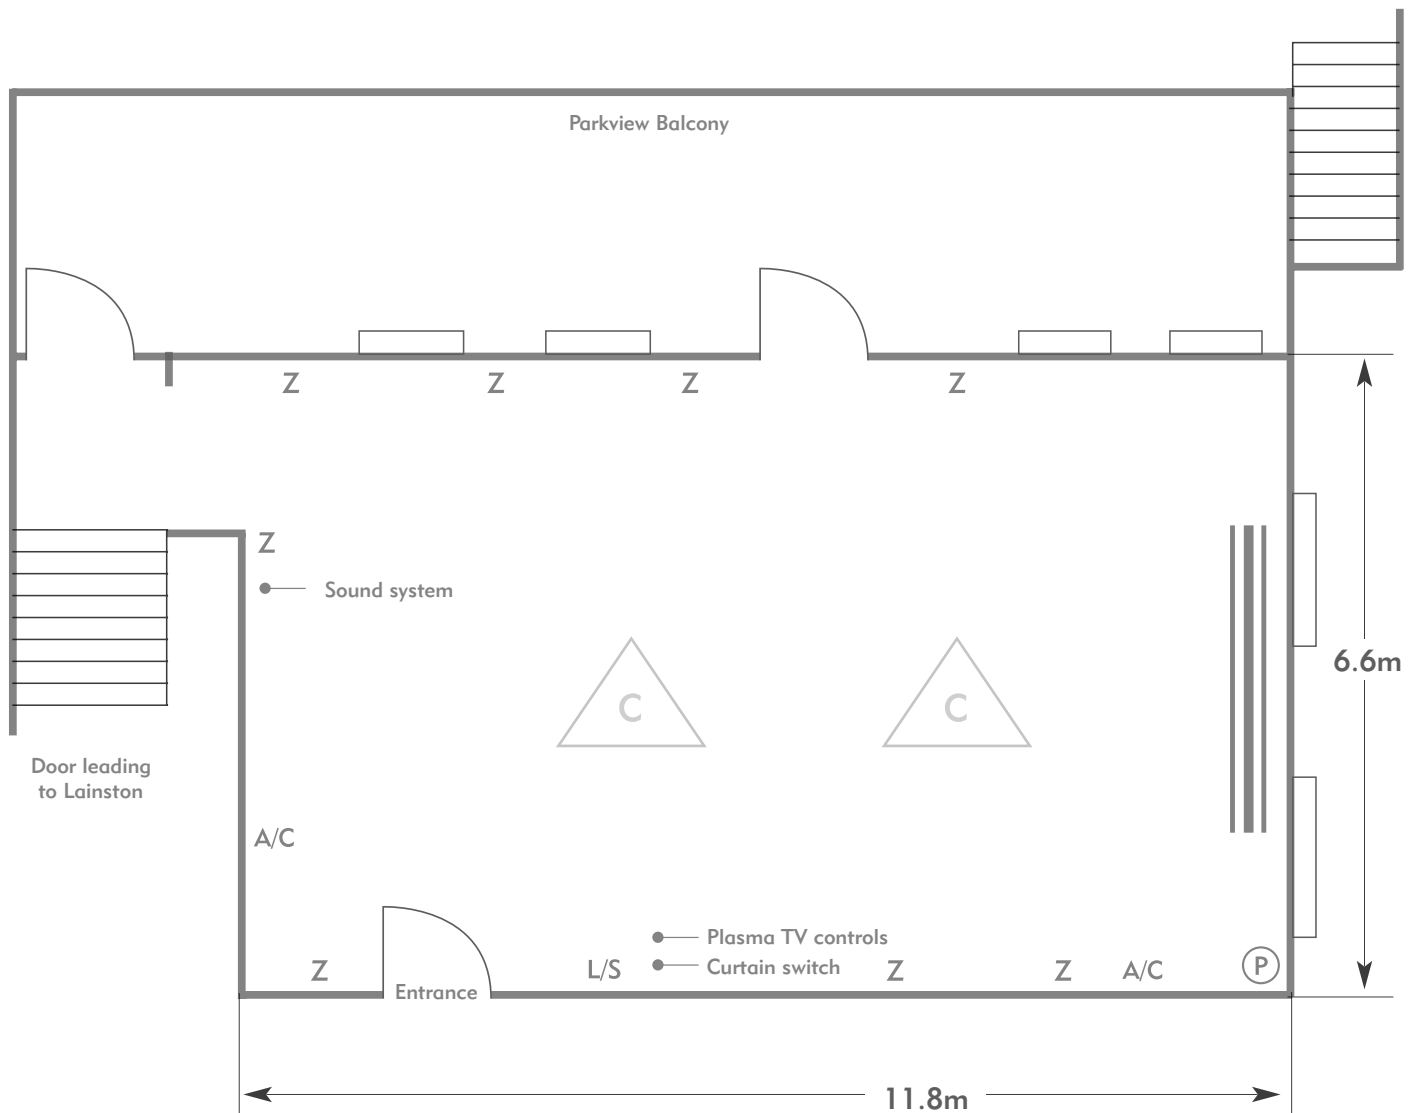 Parkview Balcony
Z Z Z Z
Z
Sound system
6.6m
C C
Door leading
to Lainston
A/C
Plasma TV controls
Z L/S Curtain switch Z Z A/C P
Entrance
11.8m